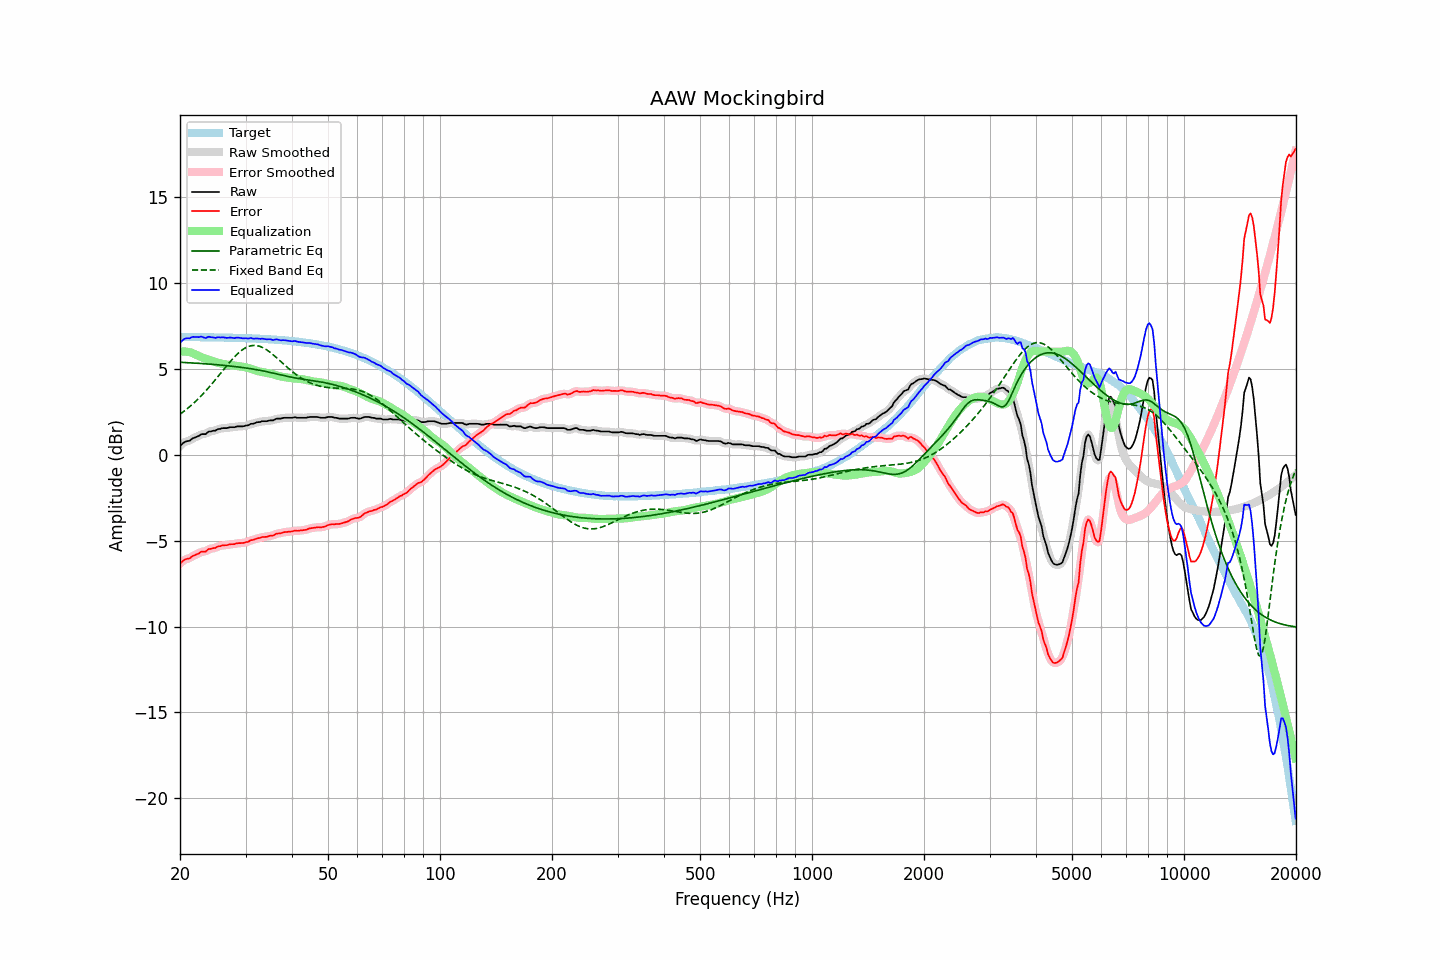 AAW Mockingbird
Target
Raw Smoothed
Error Smoothed
Raw
Error
Equalization
Parametric Eq
Fixed Band Eq
Equalized
15
10
5
0
−5
−10
−15
−20
Amplitude (dBr)
20 50 100 200 500 1000 2000 5000 10000 20000
Frequency (Hz)